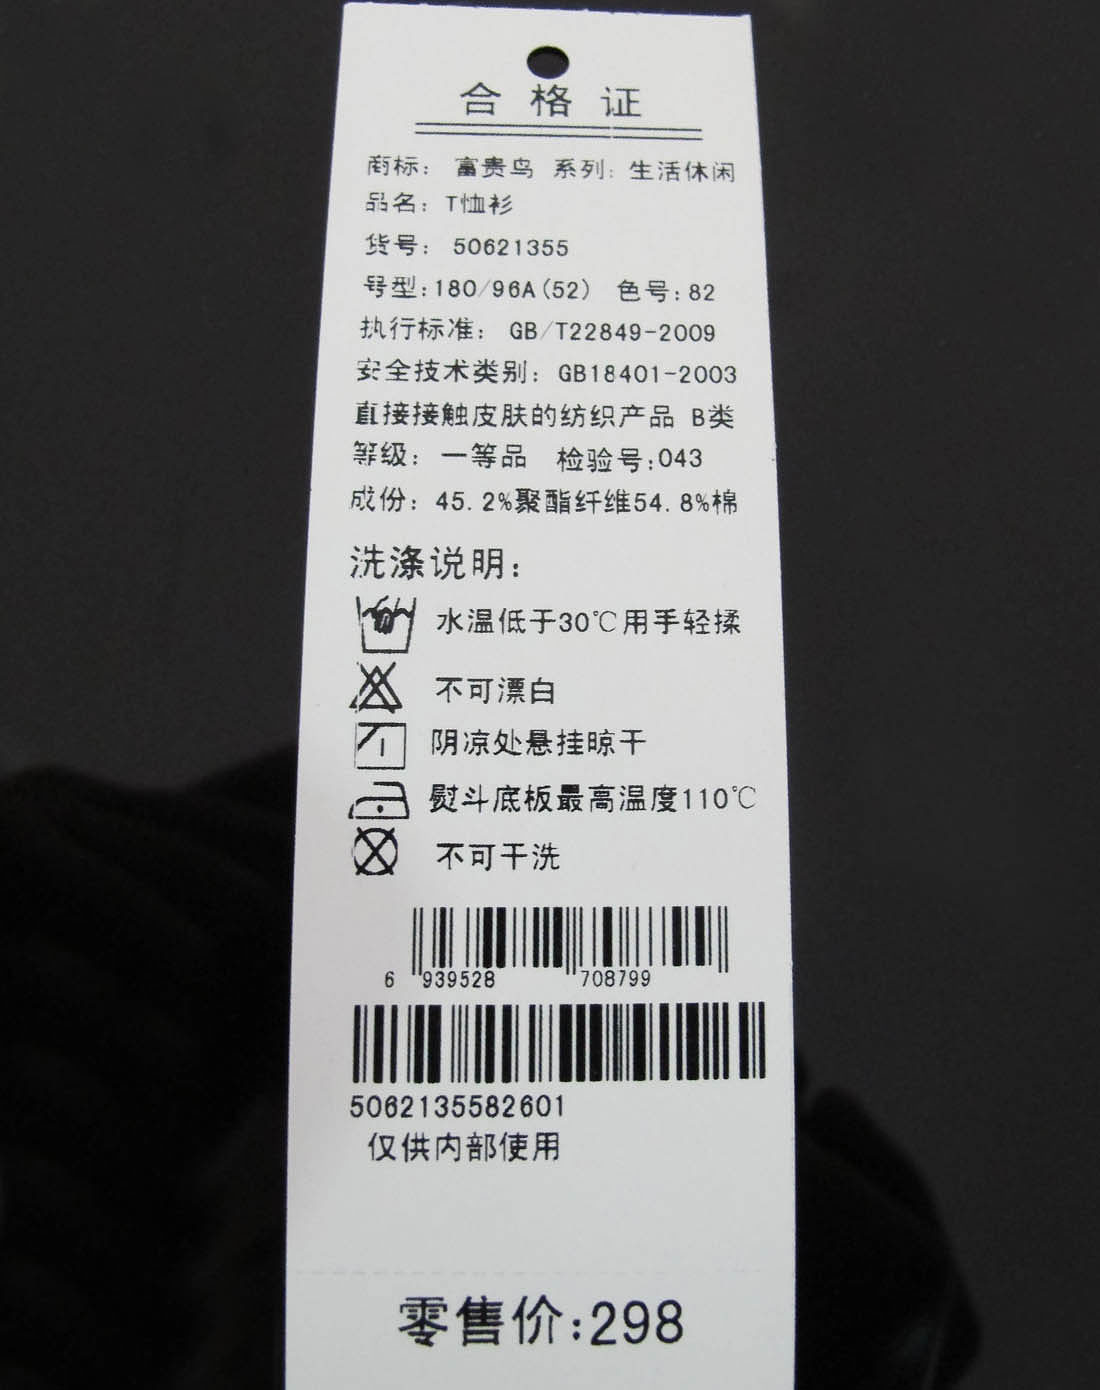 合格证
商标： 富贵鸟 系列: 生活休闲
品名：T恤衫
货号： 50621355
号型:180/96A(52) 色号:82
执行标准： GB/T22849-2009
安全技术类别：GB18401-2003
直接接触皮肤的纺织产品 B类
等级：一等品 检验号:043
成份：45.2%聚酯纤维54.8%棉
洗涤说明：
水温低于30℃用手轻揉
不可漂白
阴凉处悬挂晾干
熨斗底板最高温度110℃
不可干洗
6 939528 708799
5062135582601
仅供内部使用
零售价:298